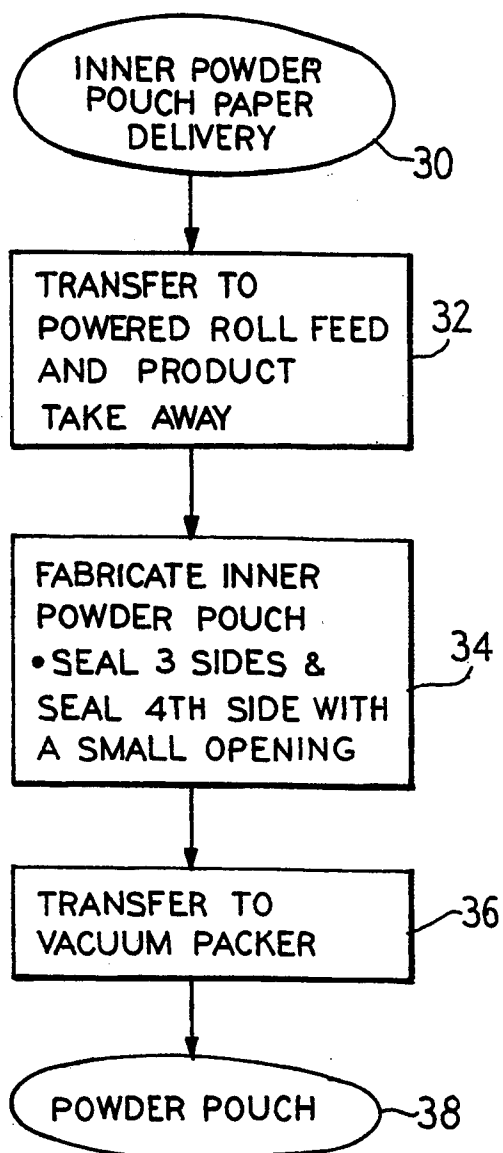 INNER POWDER
POUCH PAPER
DELIVERY
30
TRANSFER TO
POWERED ROLL FEED
AND PRODUCT
TAKE AWAY
32
FABRICATE INNER
POWDER POUCH
• SEAL 3 SIDES &
SEAL 4TH SIDE WITH
A SMALL OPENING
34
TRANSFER TO
VACUUM PACKER
36
POWDER POUCH
38